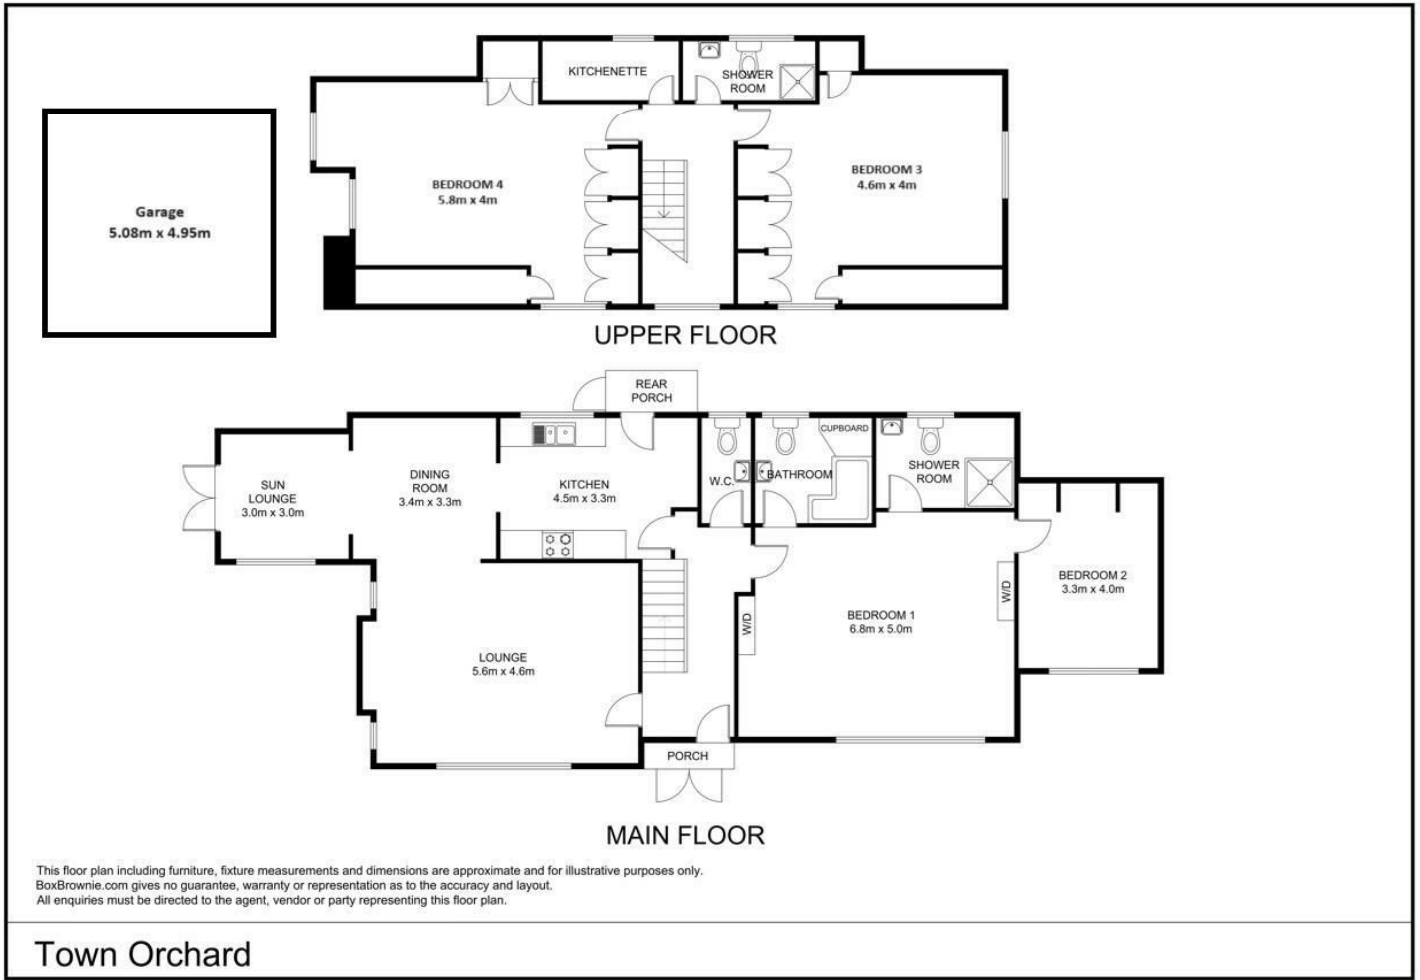 KITCHENETTE
SHOWER
ROOM
BEDROOM 4
5.8m x 4m
BEDROOM 3
4.6m x 4m
Garage
5.08m x 4.95m
UPPER FLOOR
REAR
PORCH
SUN
LOUNGE
3.0m x 3.0m
DINING
ROOM
3.4m x 3.3m
KITCHEN
4.5m x 3.3m
W.C.
BATHROOM
CUPBOARD
SHOWER
ROOM
BEDROOM 2
3.3m x 4.0m
W/D
W/D
BEDROOM 1
6.8m x 5.0m
LOUNGE
5.6m x 4.6m
PORCH
MAIN FLOOR
This floor plan including furniture, fixture measurements and dimensions are approximate and for illustrative purposes only.
BoxBrownie.com gives no guarantee, warranty or representation as to the accuracy and layout.
All enquiries must be directed to the agent, vendor or party representing this floor plan.
Town Orchard